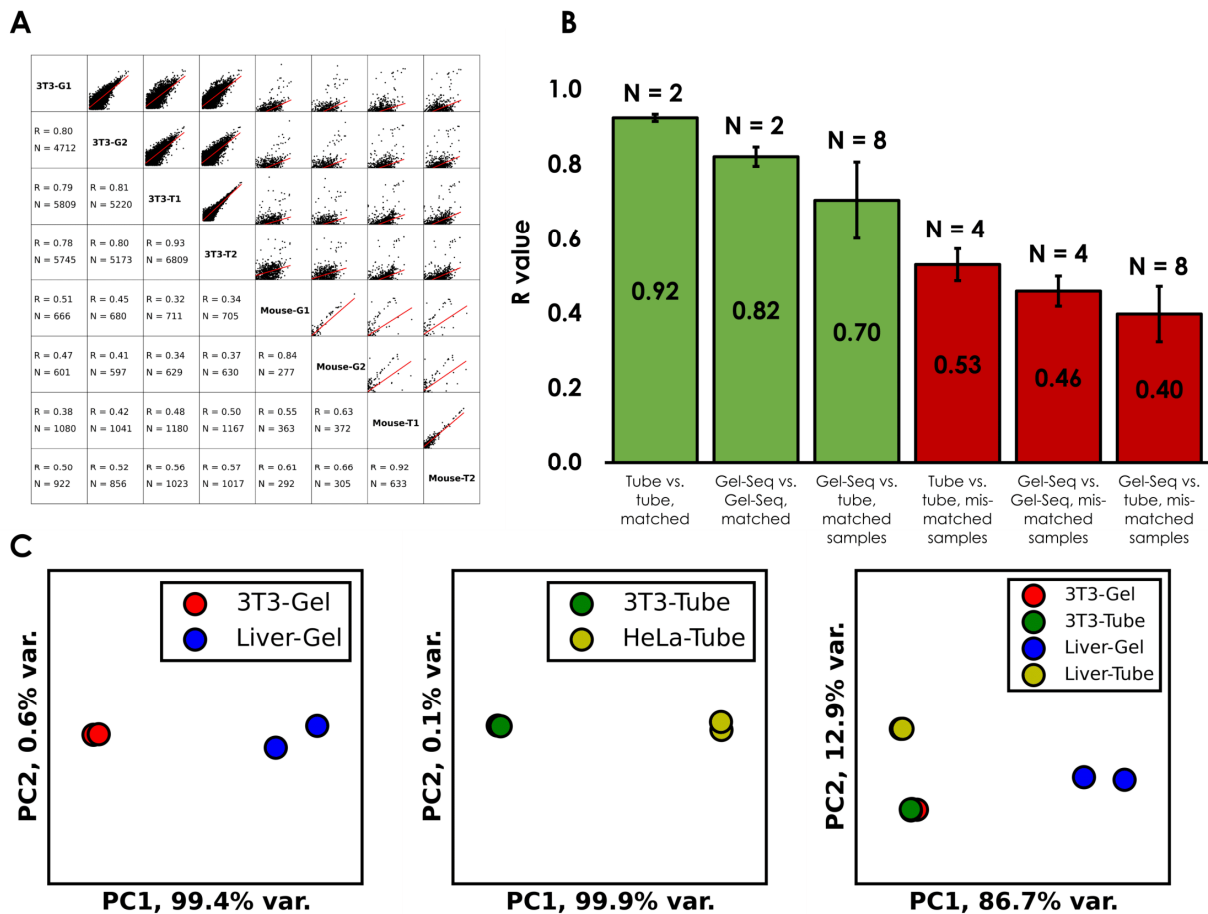 A
3T3-G1
R = 0.80
N = 4712
3T3-G2
R = 0.79
N = 5809
R = 0.81
N = 5220
3T3-T1
R = 0.78
N = 5745
R = 0.80
N = 5173
R = 0.93
N = 6809
3T3-T2
R = 0.51
N = 666
R = 0.45
N = 680
R = 0.32
N = 711
R = 0.34
N = 705
Mouse-G1
R = 0.47
N = 601
R = 0.41
N = 597
R = 0.34
N = 629
R = 0.37
N = 630
R = 0.84
N = 277
Mouse-G2
R = 0.38
N = 1080
R = 0.42
N = 1041
R = 0.48
N = 1180
R = 0.50
N = 1167
R = 0.55
N = 363
R = 0.63
N = 372
Mouse-T1
R = 0.50
N = 922
R = 0.52
N = 856
R = 0.56
N = 1023
R = 0.57
N = 1017
R = 0.61
N = 292
R = 0.66
N = 305
R = 0.92
N = 633
Mouse-T2
B
R value
1.0
0.8
0.6
0.4
0.2
0.0
N = 2
N = 2
N = 8
N = 4
N = 4
N = 8
0.92
0.82
0.70
0.53
0.46
0.40
Tube vs.
tube,
matched
Gel-Seq vs.
Gel-Seq,
matched
Gel-Seq vs.
tube,
matched
samples
Tube vs.
tube, mis-
matched
samples
Gel-Seq vs.
Gel-Seq, mis-
matched
samples
Gel-Seq vs.
tube, mis-
matched
samples
C
3T3-Gel
Liver-Gel
PC2, 0.6% var.
PC1, 99.4% var.
3T3-Tube
HeLa-Tube
PC2, 0.1% var.
PC1, 99.9% var.
3T3-Gel
3T3-Tube
Liver-Gel
Liver-Tube
PC2, 12.9% var.
PC1, 86.7% var.